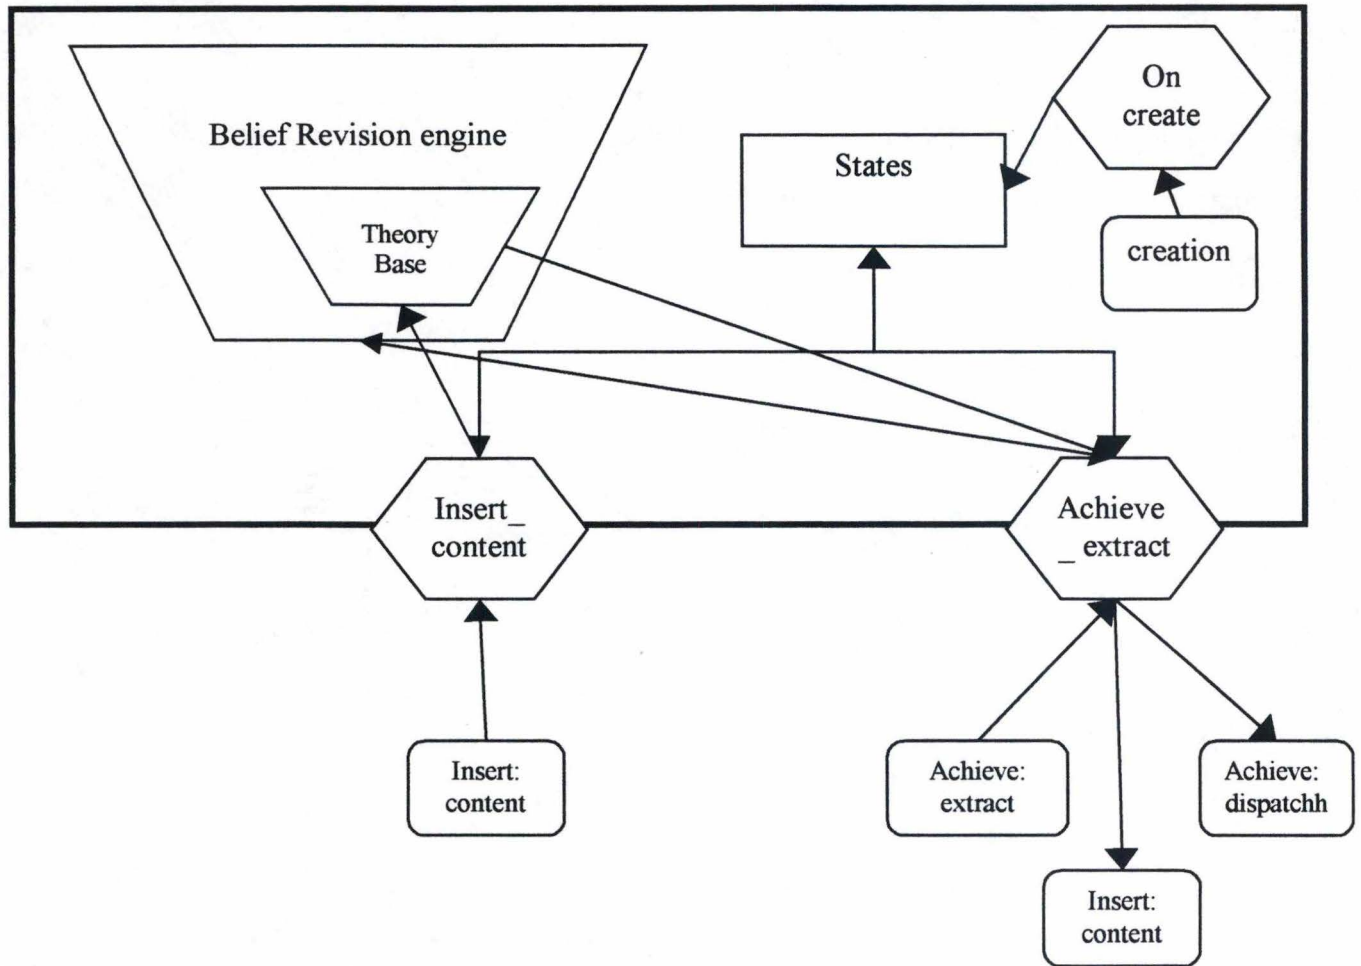 On
create
Belief Revision engine
States
Theory
Base
creation
Insert_
content
Achieve
_ extract
Insert:
content
Achieve:
extract
Achieve:
dispatchh
Insert:
content